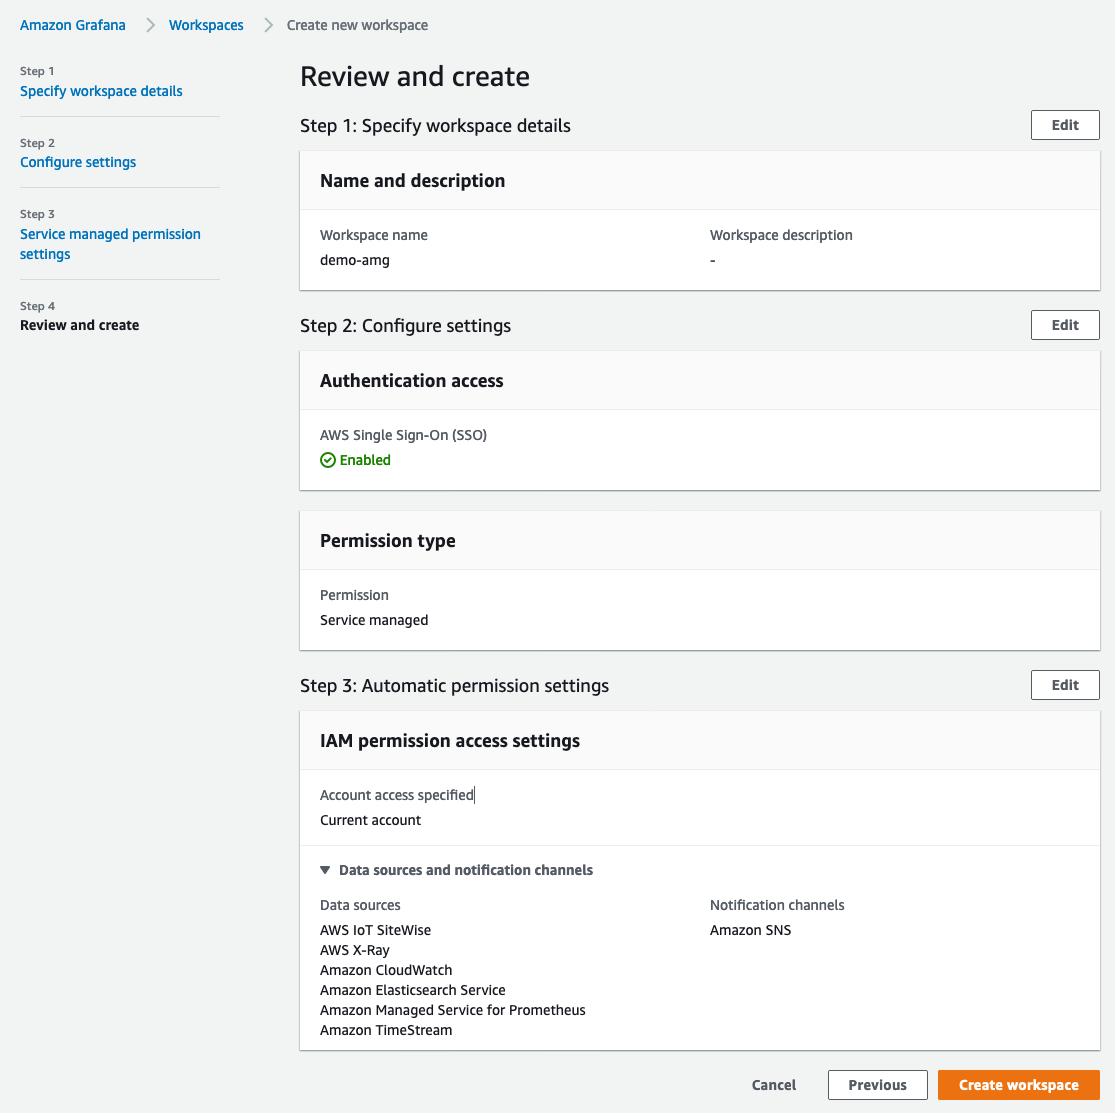 Amazon Grafana > Workspaces > Create new workspace
Step 1
Specify workspace details
Step 2
Configure settings
Step 3
Service managed permission
settings
Step 4
Review and create
Review and create
Step 1: Specify workspace details
Edit
Name and description
Workspace name
demo-amg
Workspace description
-
Step 2: Configure settings
Edit
Authentication access
AWS Single Sign-On (SSO)
Enabled
Permission type
Permission
Service managed
Step 3: Automatic permission settings
Edit
IAM permission access settings
Account access specified
Current account
Data sources and notification channels
Data sources
AWS IoT SiteWise
AWS X-Ray
Amazon CloudWatch
Amazon Elasticsearch Service
Amazon Managed Service for Prometheus
Amazon TimeStream
Notification channels
Amazon SNS
Cancel
Previous
Create workspace